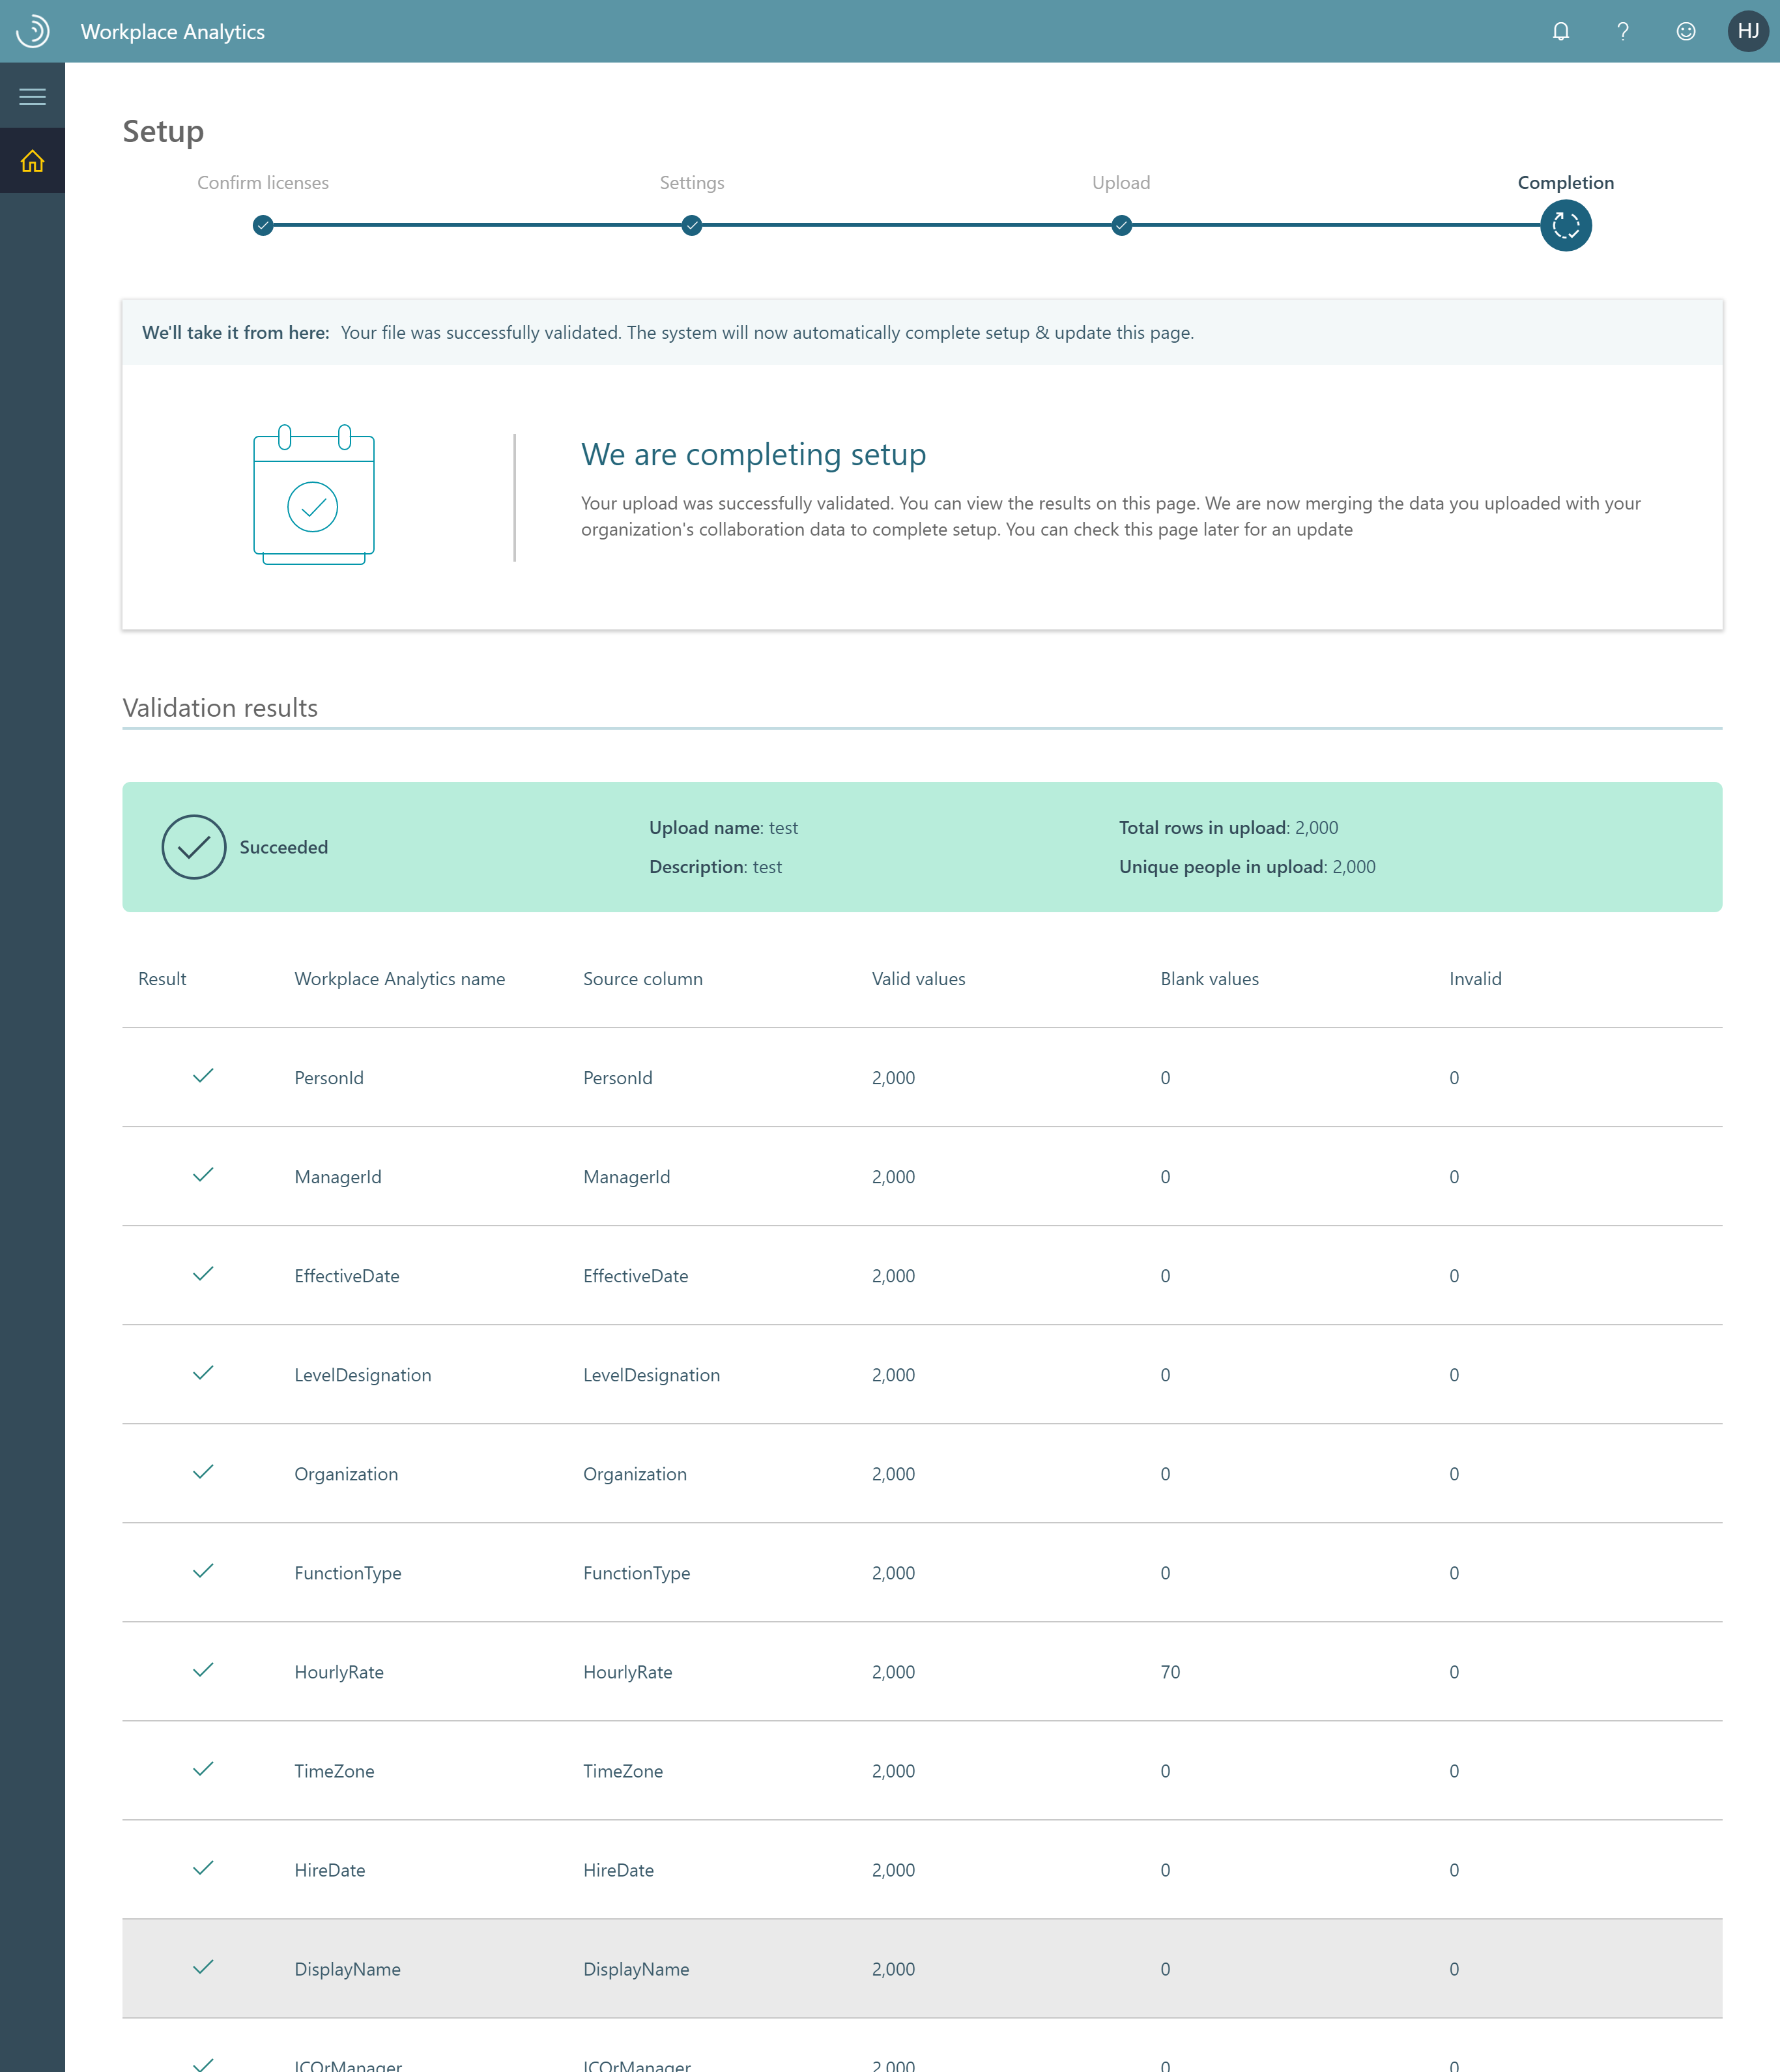 Workplace Analytics
HJ
Setup
Confirm licenses Settings Upload Completion
We'll take it from here: Your file was successfully validated. The system will now automatically complete setup & update this page.
We are completing setup
Your upload was successfully validated. You can view the results on this page. We are now merging the data you uploaded with your
organization's collaboration data to complete setup. You can check this page later for an update
Validation results
Succeeded
Upload name: test
Description: test
Total rows in upload: 2,000
Unique people in upload: 2,000
Result Workplace Analytics name Source column Valid values Blank values Invalid
PersonId PersonId 2,000 0 0
ManagerId ManagerId 2,000 0 0
EffectiveDate EffectiveDate 2,000 0 0
LevelDesignation LevelDesignation 2,000 0 0
Organization Organization 2,000 0 0
FunctionType FunctionType 2,000 0 0
HourlyRate HourlyRate 2,000 70 0
TimeZone TimeZone 2,000 0 0
HireDate HireDate 2,000 0 0
DisplayName DisplayName 2,000 0 0
ICOrManager ICOrManager 2,000 0 0